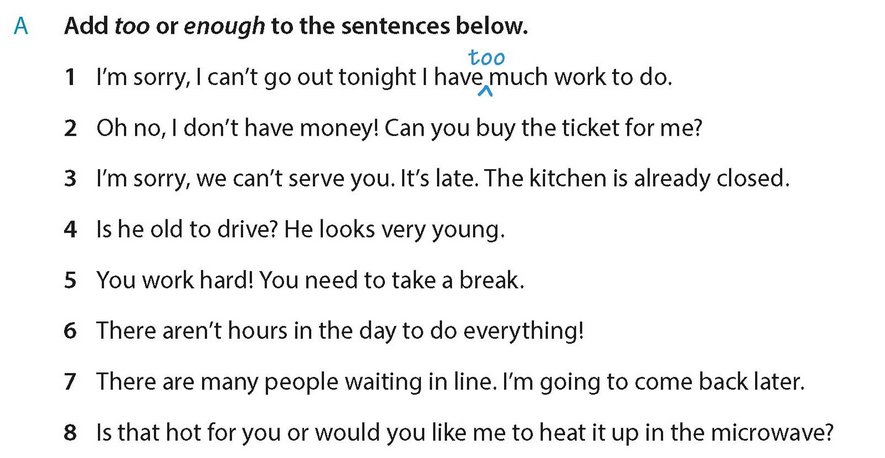 A Add too or enough to the sentences below.
too
1 I'm sorry, I can't go out tonight I have ^ much work to do.
2 Oh no, I don't have money! Can you buy the ticket for me?
3 I'm sorry, we can't serve you. It's late. The kitchen is already closed.
4 Is he old to drive? He looks very young.
5 You work hard! You need to take a break.
6 There aren't hours in the day to do everything!
7 There are many people waiting in line. I'm going to come back later.
8 Is that hot for you or would you like me to heat it up in the microwave?